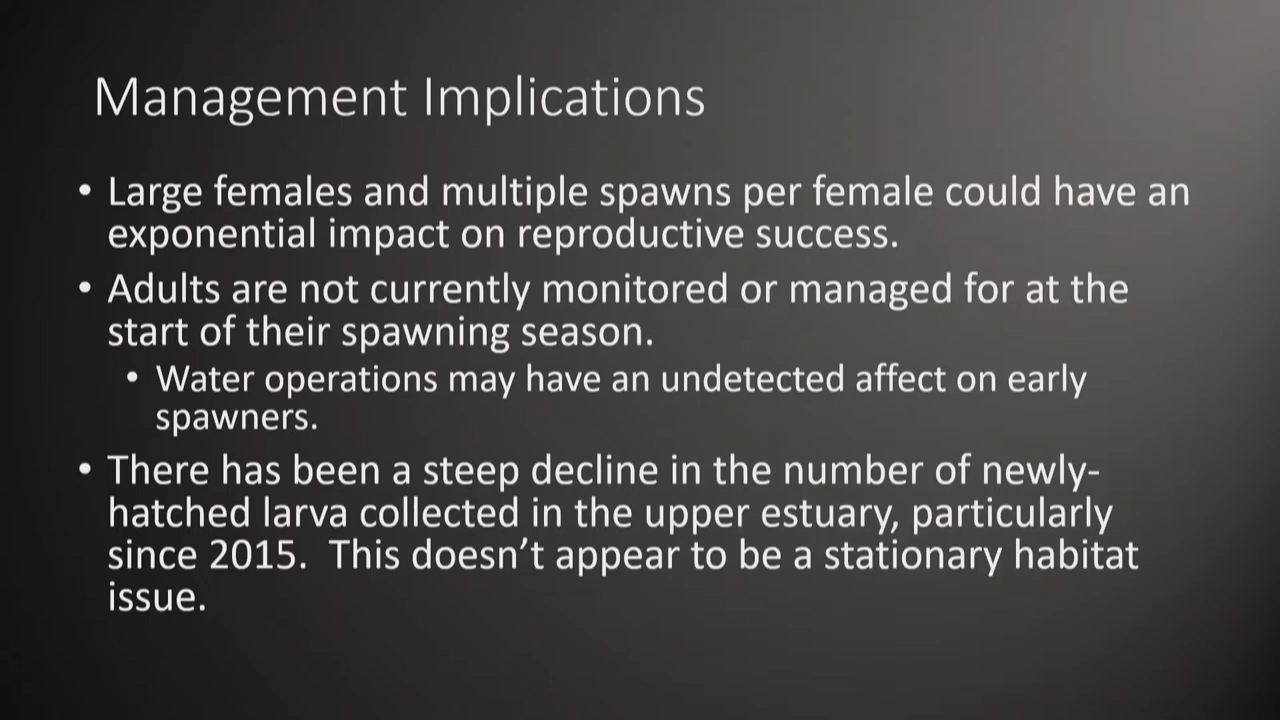 Management Implications
• Large females and multiple spawns per female could have an
exponential impact on reproductive success.
• Adults are not currently monitored or managed for at the
start of their spawning season.
• Water operations may have an undetected affect on early
spawners.
• There has been a steep decline in the number of newly-
hatched larva collected in the upper estuary, particularly
since 2015.  This doesn’t appear to be a stationary habitat
issue.